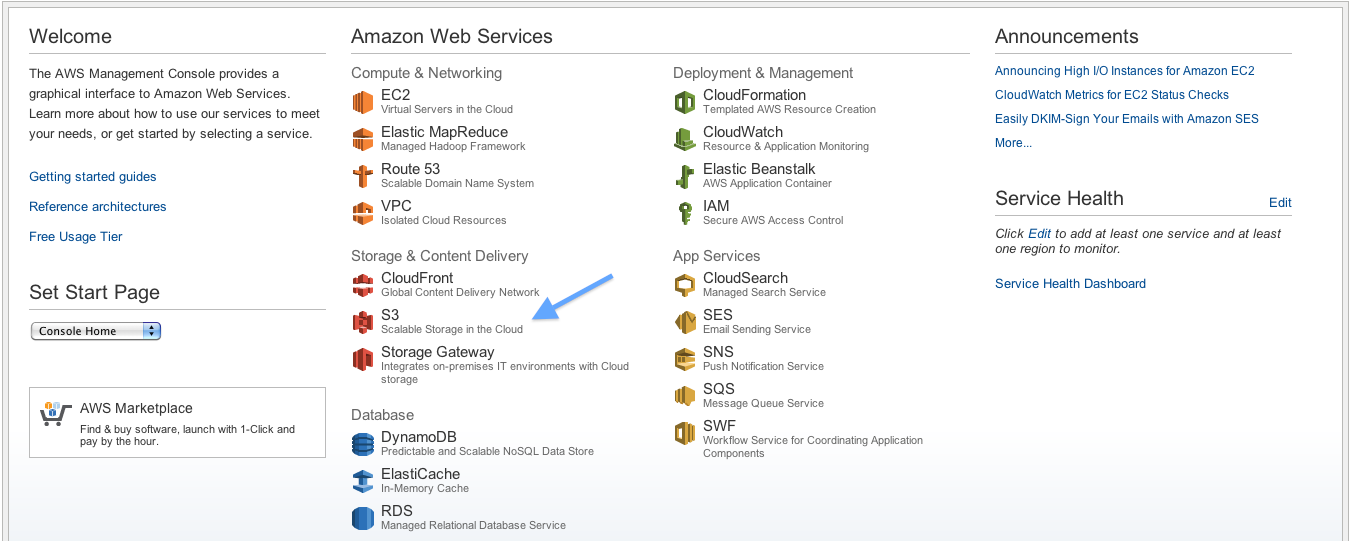 Welcome
The AWS Management Console provides a
graphical interface to Amazon Web Services.
Learn more about how to use our services to meet
your needs, or get started by selecting a service.
Getting started guides
Reference architectures
Free Usage Tier
Set Start Page
Console Home
AWS Marketplace
Find & buy software, launch with 1-Click and
pay by the hour.
Amazon Web Services
Compute & Networking
EC2
Virtual Servers in the Cloud
Elastic MapReduce
Managed Hadoop Framework
Route 53
Scalable Domain Name System
VPC
Isolated Cloud Resources
Storage & Content Delivery
CloudFront
Global Content Delivery Network
S3
Scalable Storage in the Cloud
Storage Gateway
Integrates on-premises IT environments with Cloud
storage
Database
DynamoDB
Predictable and Scalable NoSQL Data Store
ElastiCache
In-Memory Cache
RDS
Managed Relational Database Service
Deployment & Management
CloudFormation
Templated AWS Resource Creation
CloudWatch
Resource & Application Monitoring
Elastic Beanstalk
AWS Application Container
IAM
Secure AWS Access Control
App Services
CloudSearch
Managed Search Service
SES
Email Sending Service
SNS
Push Notification Service
SQS
Message Queue Service
SWF
Workflow Service for Coordinating Application
Components
Announcements
Announcing High I/O Instances for Amazon EC2
CloudWatch Metrics for EC2 Status Checks
Easily DKIM-Sign Your Emails with Amazon SES
More...
Service Health
Edit
Click Edit to add at least one service and at least
one region to monitor.
Service Health Dashboard